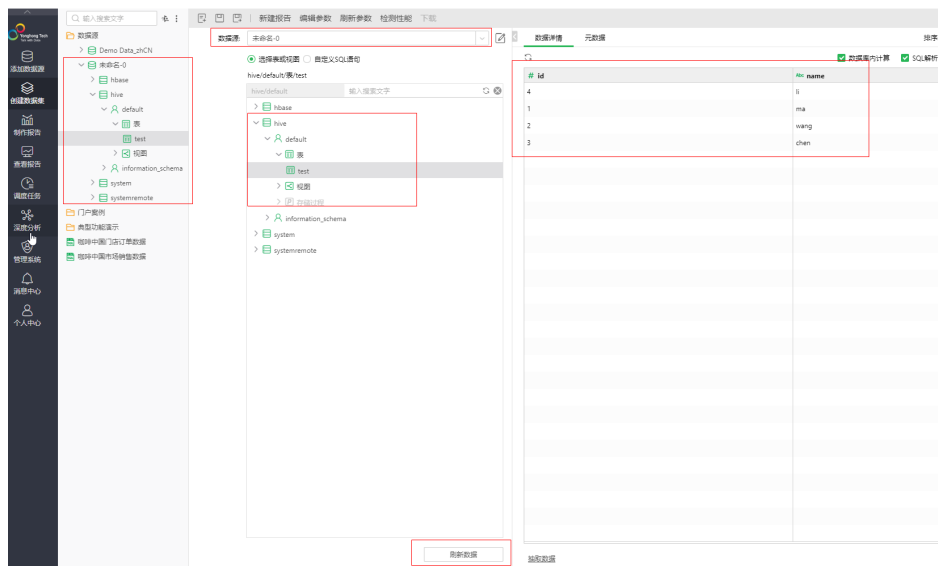 Yonghong Tech
添加数据源
创建数据集
制作报告
查看报告
调度任务
深度分析
管理系统
消息中心
个人中心
输入搜索文字
数据源
Demo Data_zhCN
未命名-0
hbase
hive
default
表
test
视图
information_schema
system
systemremote
门户案例
典型功能演示
咖啡中国门店订单数据
咖啡中国市场销售数据
新建报告 编辑参数 刷新参数 检测性能 下载
数据源: 未命名-0
选择表或视图 自定义SQL语句
hive/default/表/test
hive/default 输入搜索文字
hbase
hive
default
表
test
视图
存储过程
information_schema
system
systemremote
刷新数据
数据详情 元数据 排序
数据库内计算 SQL解析
# id Abc name
4 li
1 ma
2 wang
3 chen
抽取数据